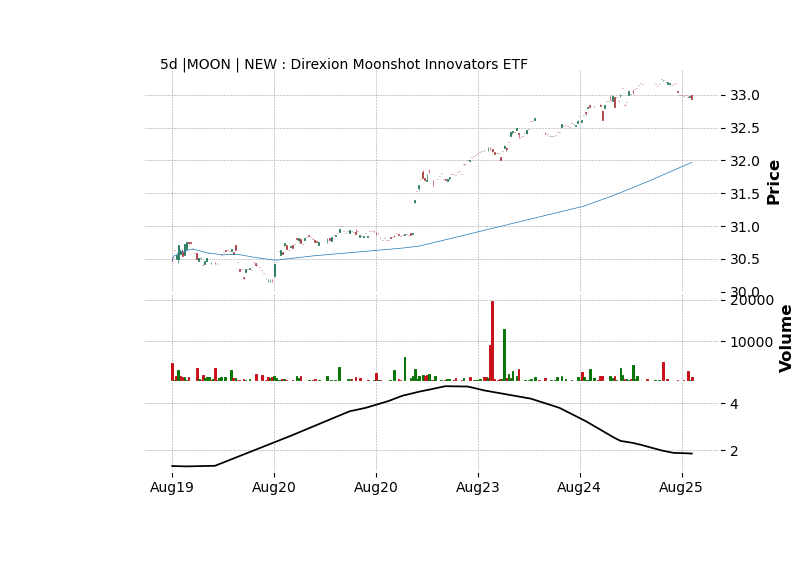 5d |MOON | NEW : Direxion Moonshot Innovators ETF
33.0
32.5
32.0
31.5
31.0
30.5
30.0
Price
20000
10000
Volume
4
2
Aug19 Aug20 Aug20 Aug23 Aug24 Aug25